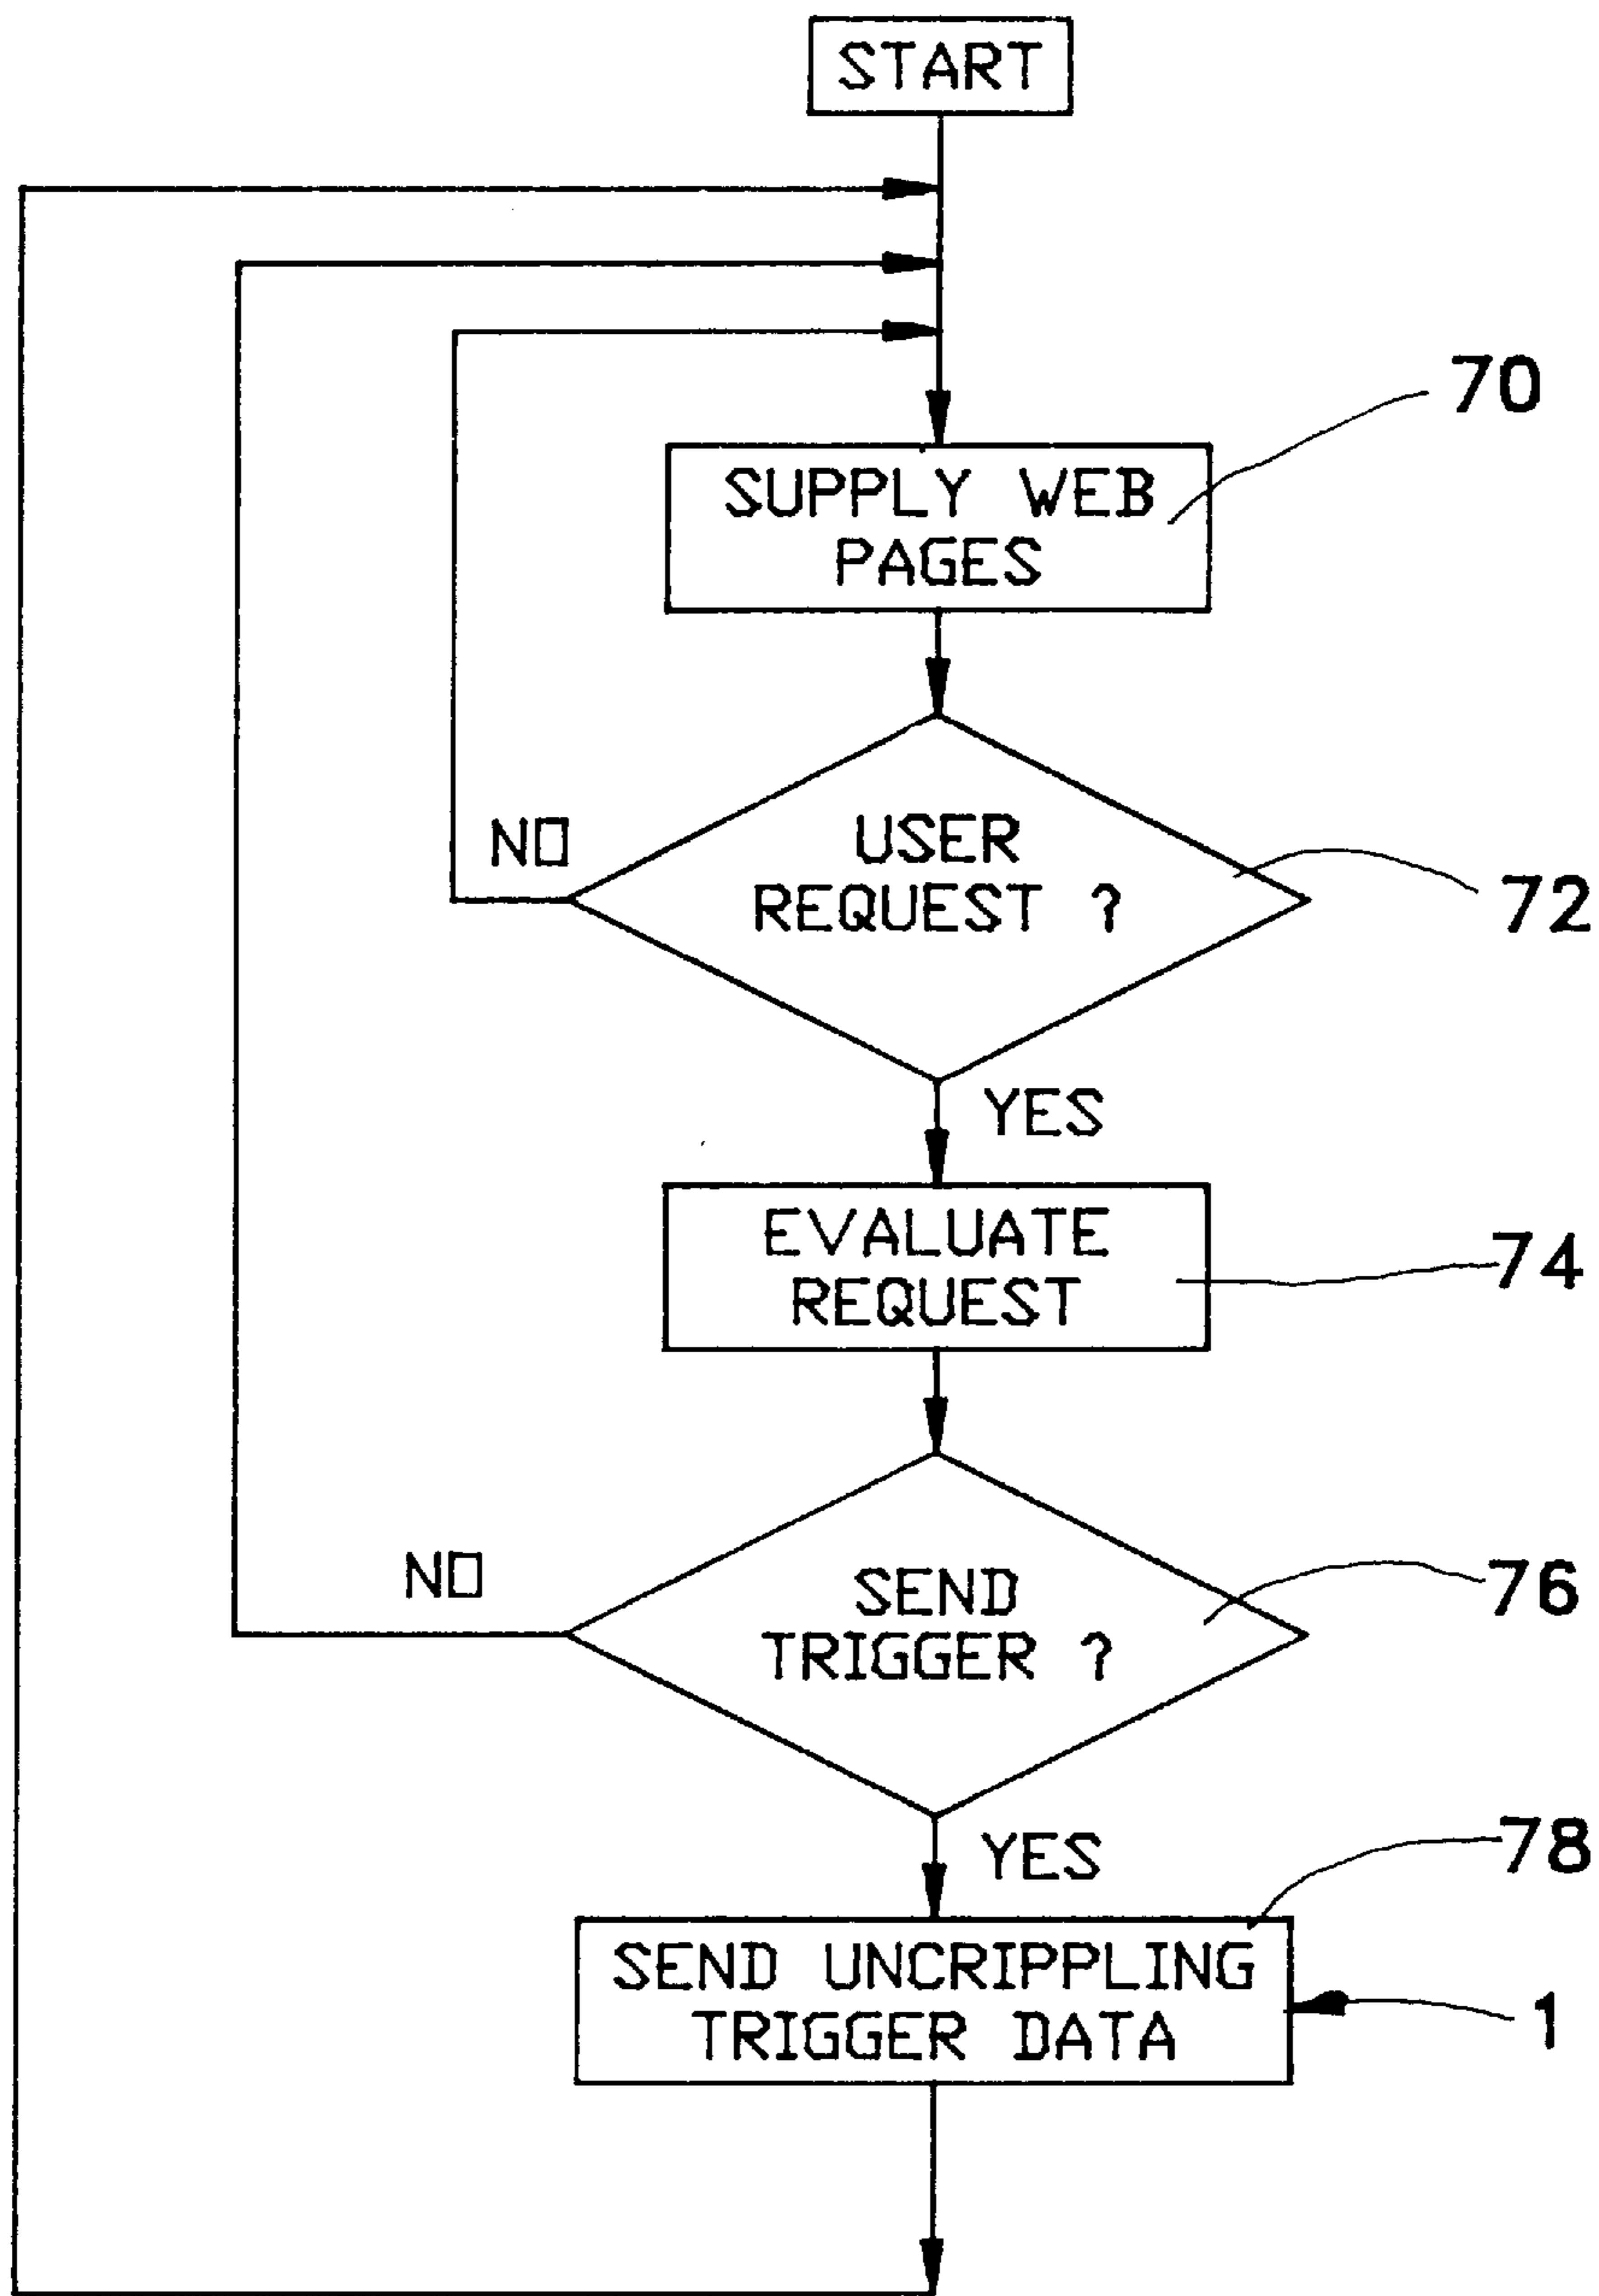 START
70
SUPPLY WEB
PAGES
NO
USER
REQUEST ?
72
YES
EVALUATE
REQUEST
74
NO
SEND
TRIGGER ?
76
YES
78
SEND UNCRIPPLING
TRIGGER DATA
1